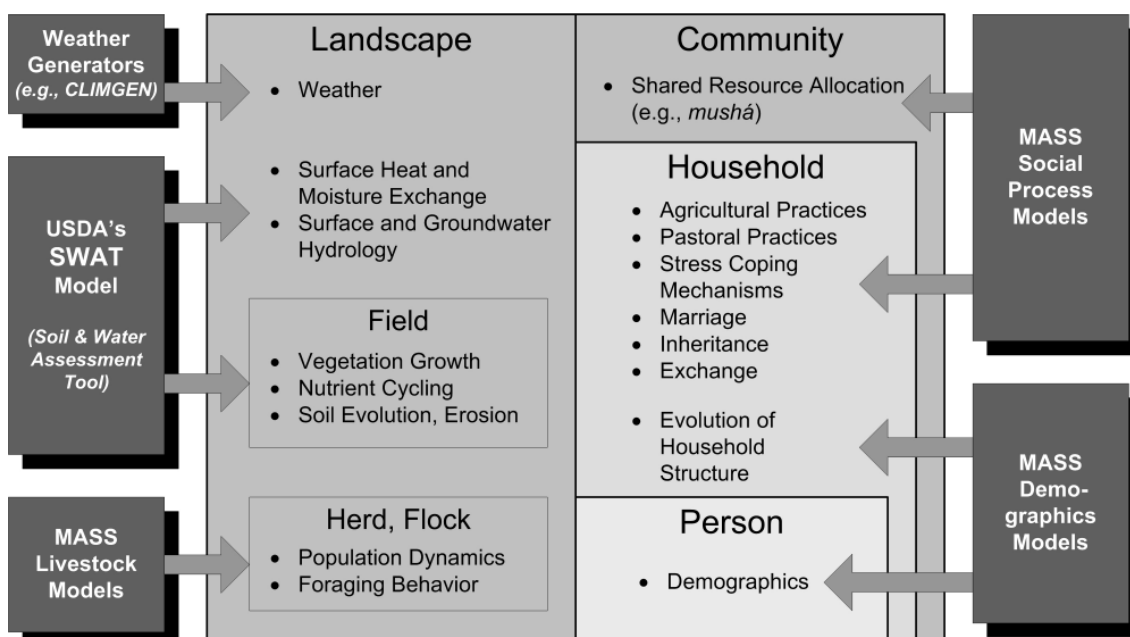 Weather
Generators
(e.g., CLIMGEN)
USDA's
SWAT
Model
(Soil & Water
Assessment
Tool)
MASS
Livestock
Models
Landscape
• Weather
• Surface Heat and
Moisture Exchange
• Surface and Groundwater
Hydrology
Field
• Vegetation Growth
• Nutrient Cycling
• Soil Evolution, Erosion
Herd, Flock
• Population Dynamics
• Foraging Behavior
Community
• Shared Resource Allocation
(e.g., mushá)
Household
• Agricultural Practices
• Pastoral Practices
• Stress Coping
Mechanisms
• Marriage
• Inheritance
• Exchange
• Evolution of
Household
Structure
Person
• Demographics
MASS
Social
Process
Models
MASS
Demo-
graphics
Models